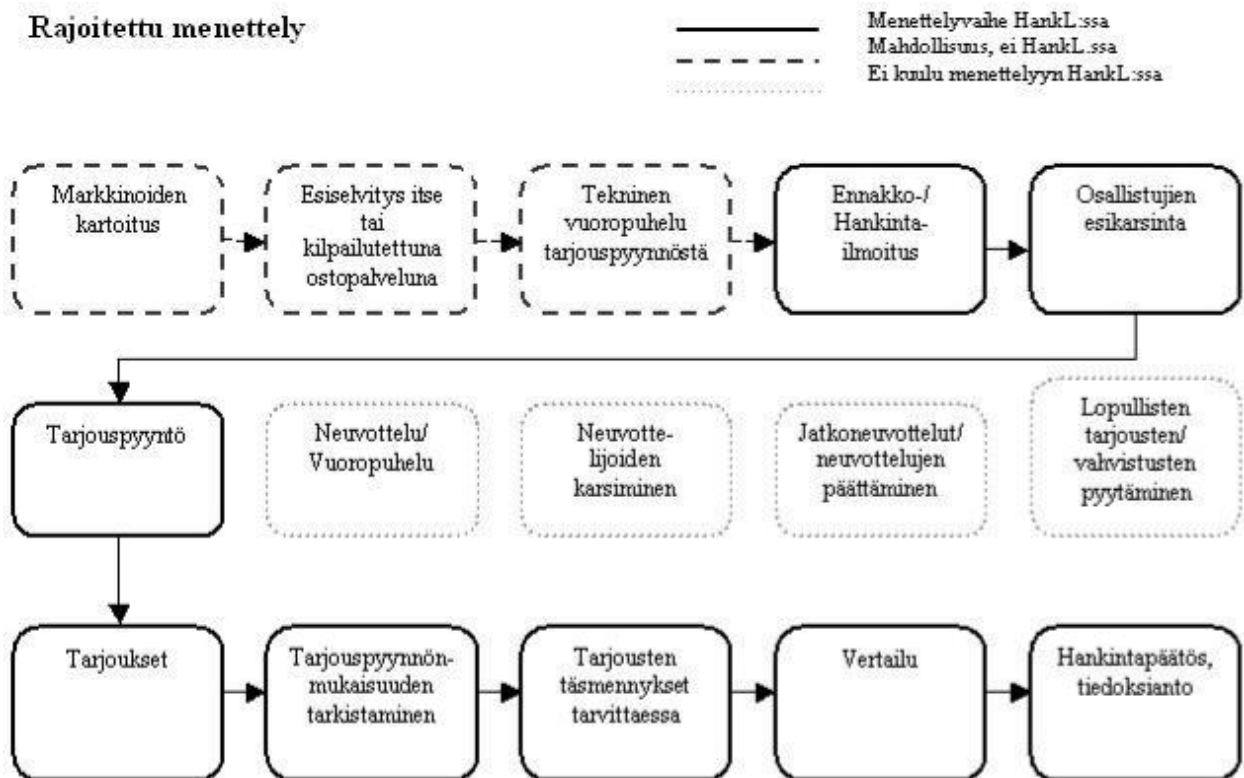 Rajoitettu menettely
Menettelyvaihe HankL:ssa
Mahdollisuus, ei HankL:ssa
Ei kuulu menettelyyn HankL:ssa
Markkinoiden
kartoitus
Esiselvitys itse
tai
kilpailutettuna
ostopalveluna
Tekninen
vuoropuhelu
tarjouspyynnöstä
Ennakko-/
Hankinta-
ilmoitus
Osallistujien
esikarsinta
Tarjouspyyntö
Neuvottelu/
Vuoropuhelu
Neuvotte-
lijoiden
karsiminen
Jatkoneuvottelut/
neuvottelujen
päättäminen
Lopullisten
tarjousten/
vahvistusten
pyytäminen
Tarjoukset
Tarjouspyynnön-
mukaisuuden
tarkistaminen
Tarjousten
täsmennykset
tarvittaessa
Vertailu
Hankintapäätös,
tiedoksianto